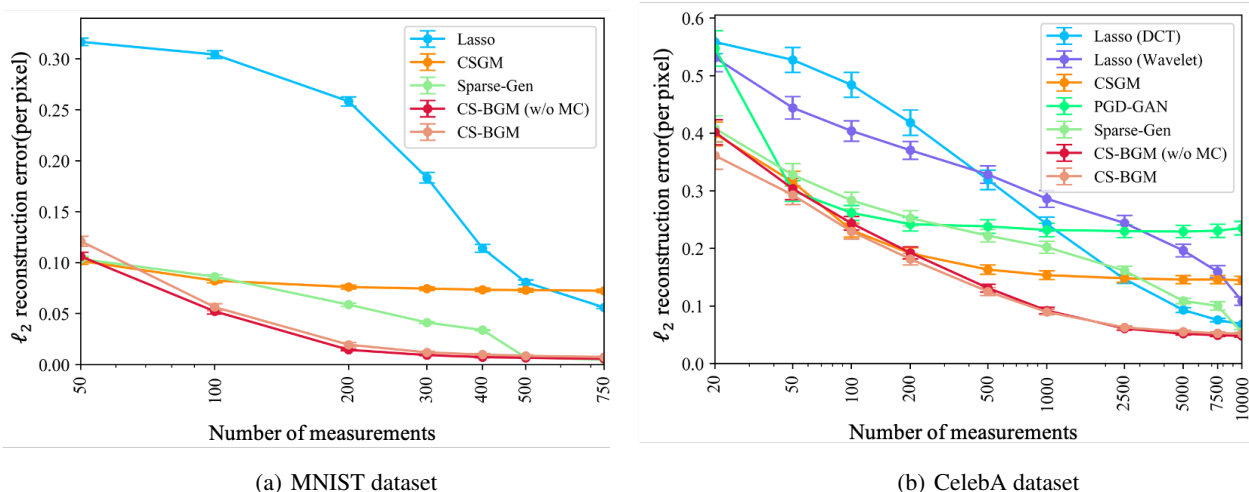 0.30
0.25
0.20
0.15
0.10
0.05
0.00
ℓ2 reconstruction error(per pixel)
Lasso
CSGM
Sparse-Gen
CS-BGM (w/o MC)
CS-BGM
50
100
200
300
400
500
750
Number of measurements
(a) MNIST dataset
0.6
0.5
0.4
0.3
0.2
0.1
0.0
ℓ2 reconstruction error(per pixel)
Lasso (DCT)
Lasso (Wavelet)
CSGM
PGD-GAN
Sparse-Gen
CS-BGM (w/o MC)
CS-BGM
20
50
100
200
500
1000
2500
5000
7500
10000
Number of measurements
(b) CelebA dataset